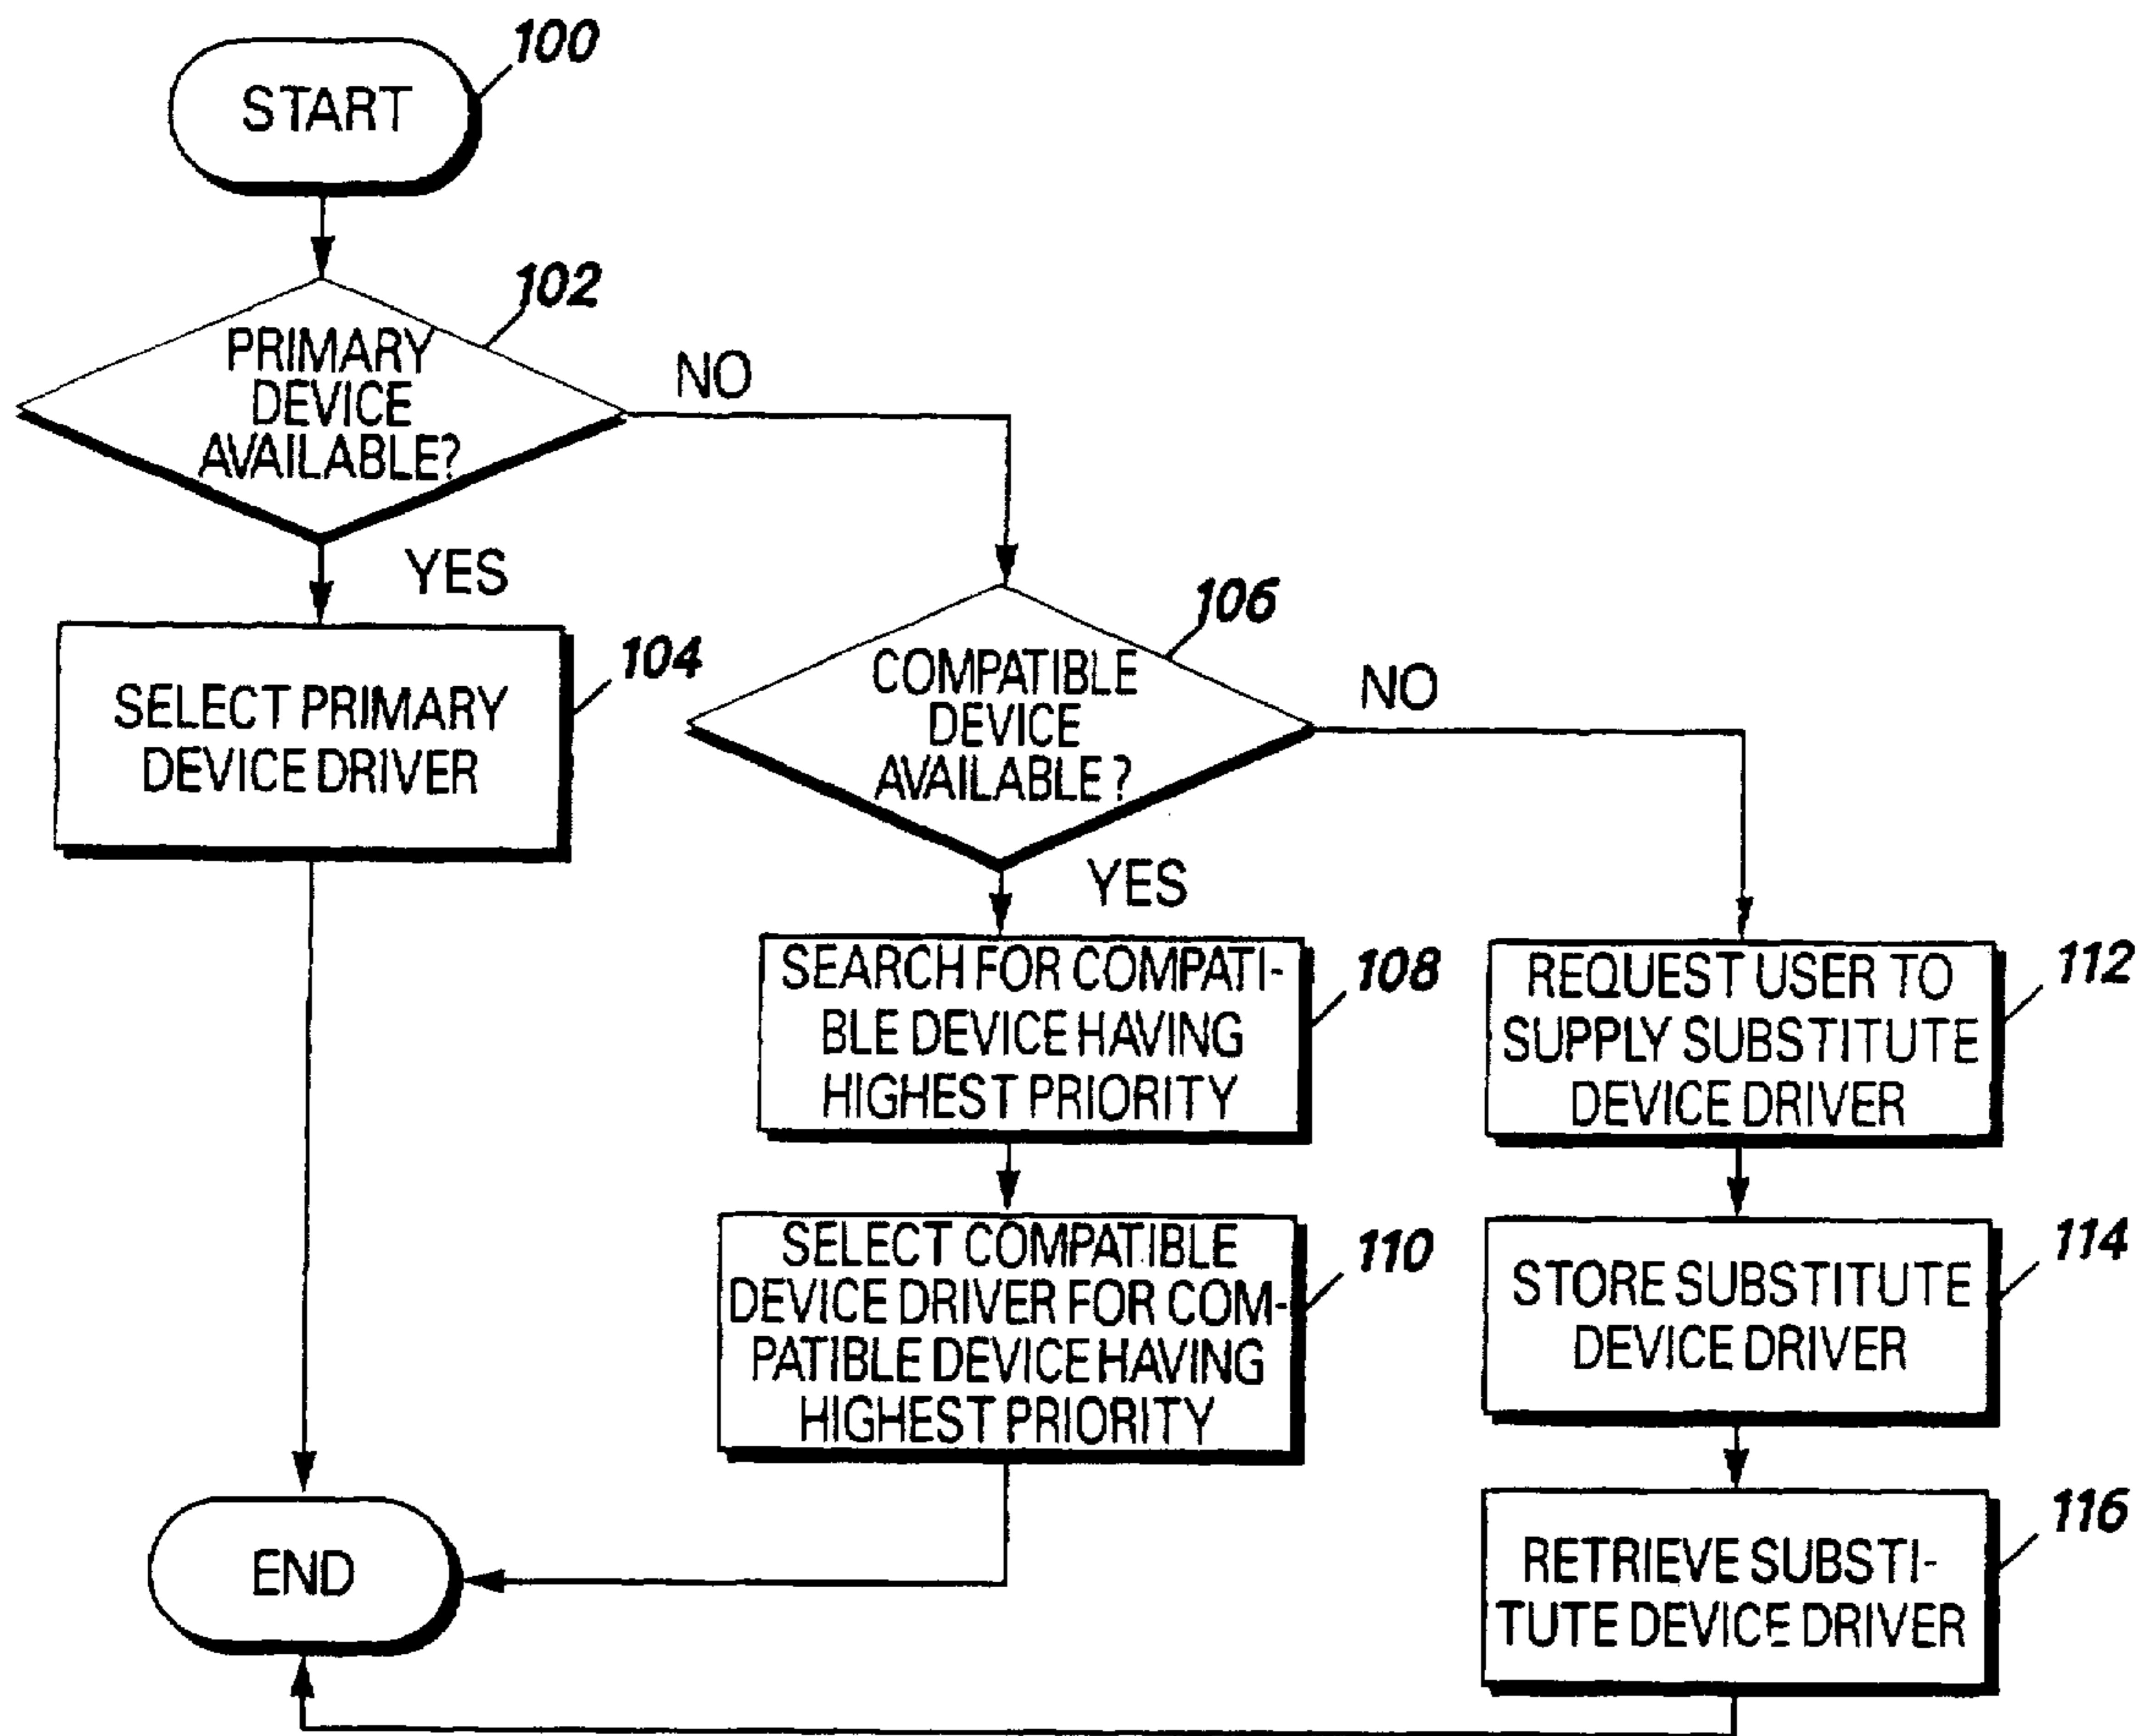 START
100
PRIMARY
DEVICE
AVAILABLE?
102
NO
YES
SELECT PRIMARY
DEVICE DRIVER
104
COMPATIBLE
DEVICE
AVAILABLE ?
106
NO
YES
SEARCH FOR COMPATI-
BLE DEVICE HAVING
HIGHEST PRIORITY
108
SELECT COMPATIBLE
DEVICE DRIVER FOR COM-
PATIBLE DEVICE HAVING
HIGHEST PRIORITY
110
REQUEST USER TO
SUPPLY SUBSTITUTE
DEVICE DRIVER
112
STORE SUBSTITUTE
DEVICE DRIVER
114
RETRIEVE SUBSTI-
TUTE DEVICE DRIVER
116
END